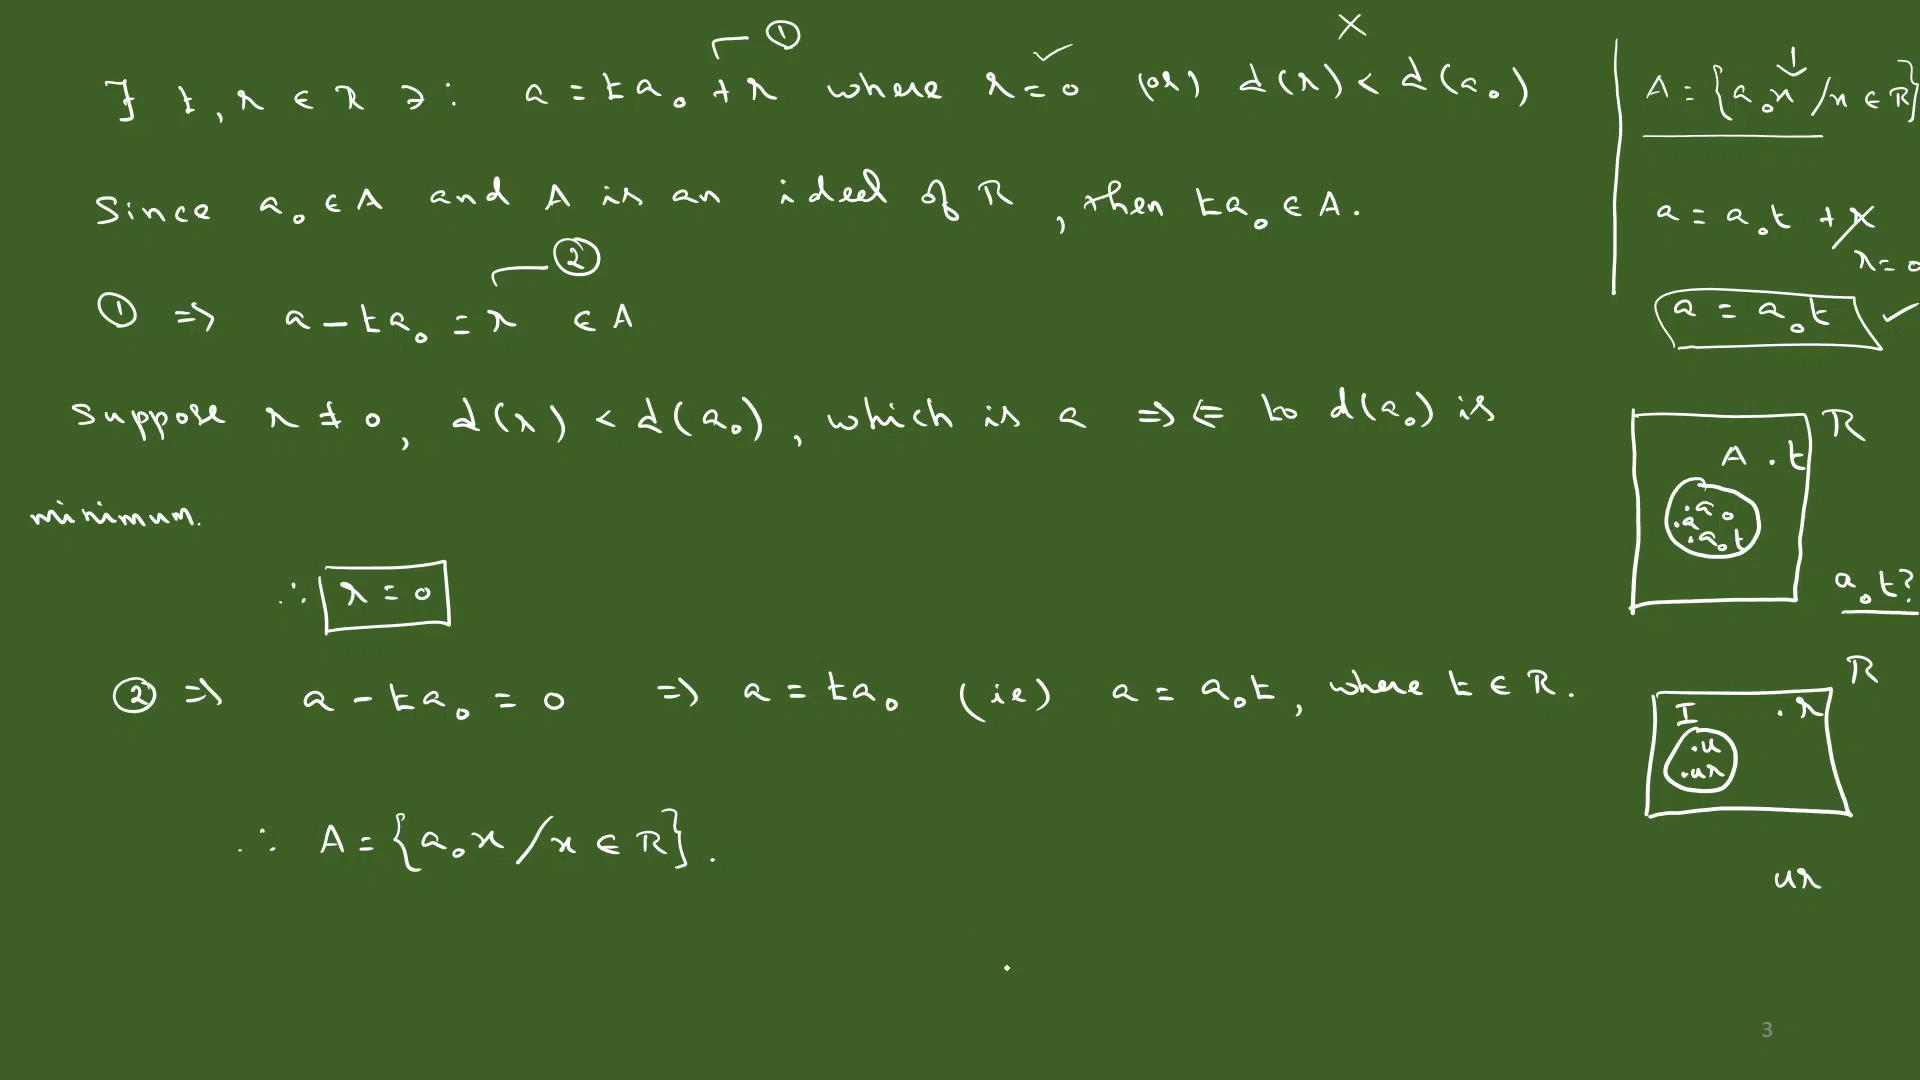 ①
∃ t, r ∈ R ∋: a = ta₀ + r where r = 0 (or) d(r) < d(a₀)
Since a₀ ∈ A and A is an ideal of R, then ta₀ ∈ A.
②
① ⇒ a − ta₀ = r ∈ A
Suppose r ≠ 0, d(r) < d(a₀), which is a ⇒⇐ to d(a₀) is
minimum.
∴ r = 0
② ⇒ a − ta₀ = 0 ⇒ a = ta₀ (ie) a = a₀t, where t ∈ R.
∴ A = {a₀x / x ∈ R}.
A = {a₀x / x ∈ R}
a = a₀t + r
r = 0
a = a₀t
R
A .t
.a₀
.a
.a₀t
a₀t?
R
I .r
.u
.ur
ur
3